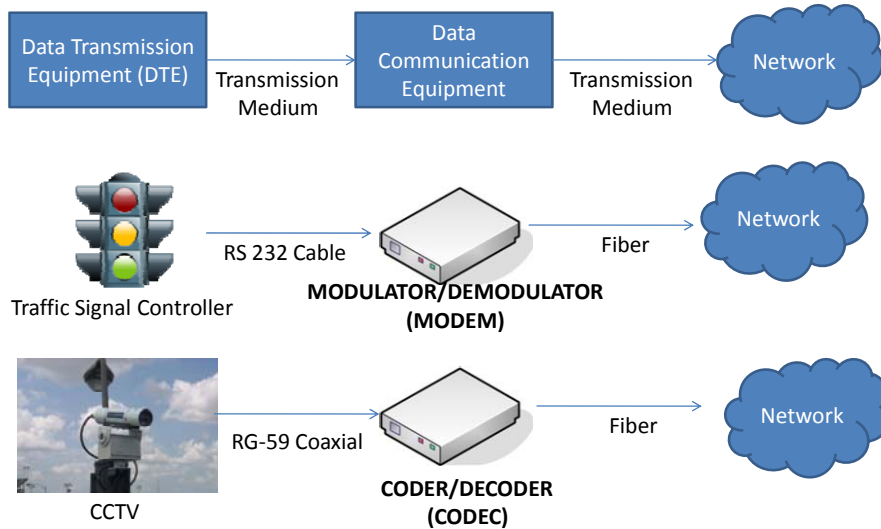 Data Transmission
Equipment (DTE)
Transmission
Medium
Data
Communication
Equipment
Transmission
Medium
Network
Traffic Signal Controller
RS 232 Cable
MODULATOR/DEMODULATOR
(MODEM)
Fiber
Network
CCTV
RG-59 Coaxial
CODER/DECODER
(CODEC)
Fiber
Network